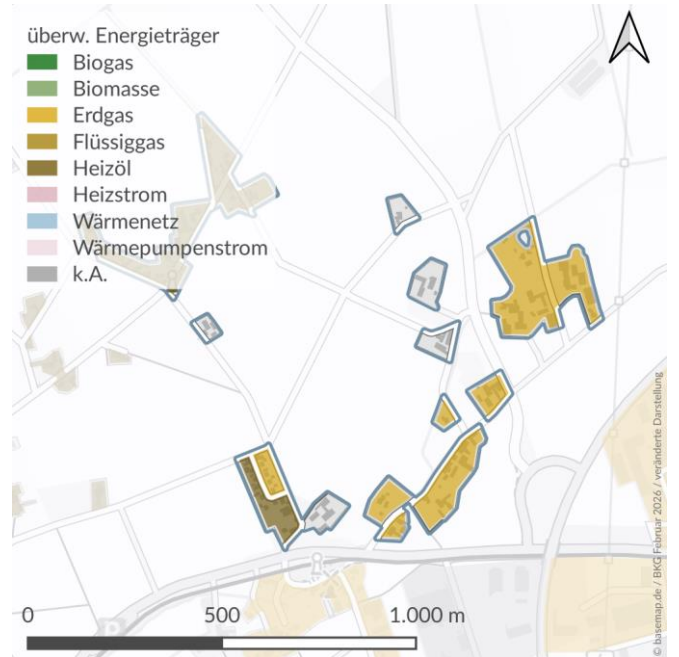 überw. Energieträger
Biogas
Biomasse
Erdgas
Flüssiggas
Heizöl
Heizstrom
Wärmenetz
Wärmepumpenstrom
k.A.
© basemap.de / BKG Februar 2026 / veränderte Darstellung
P
0 500 1.000 m